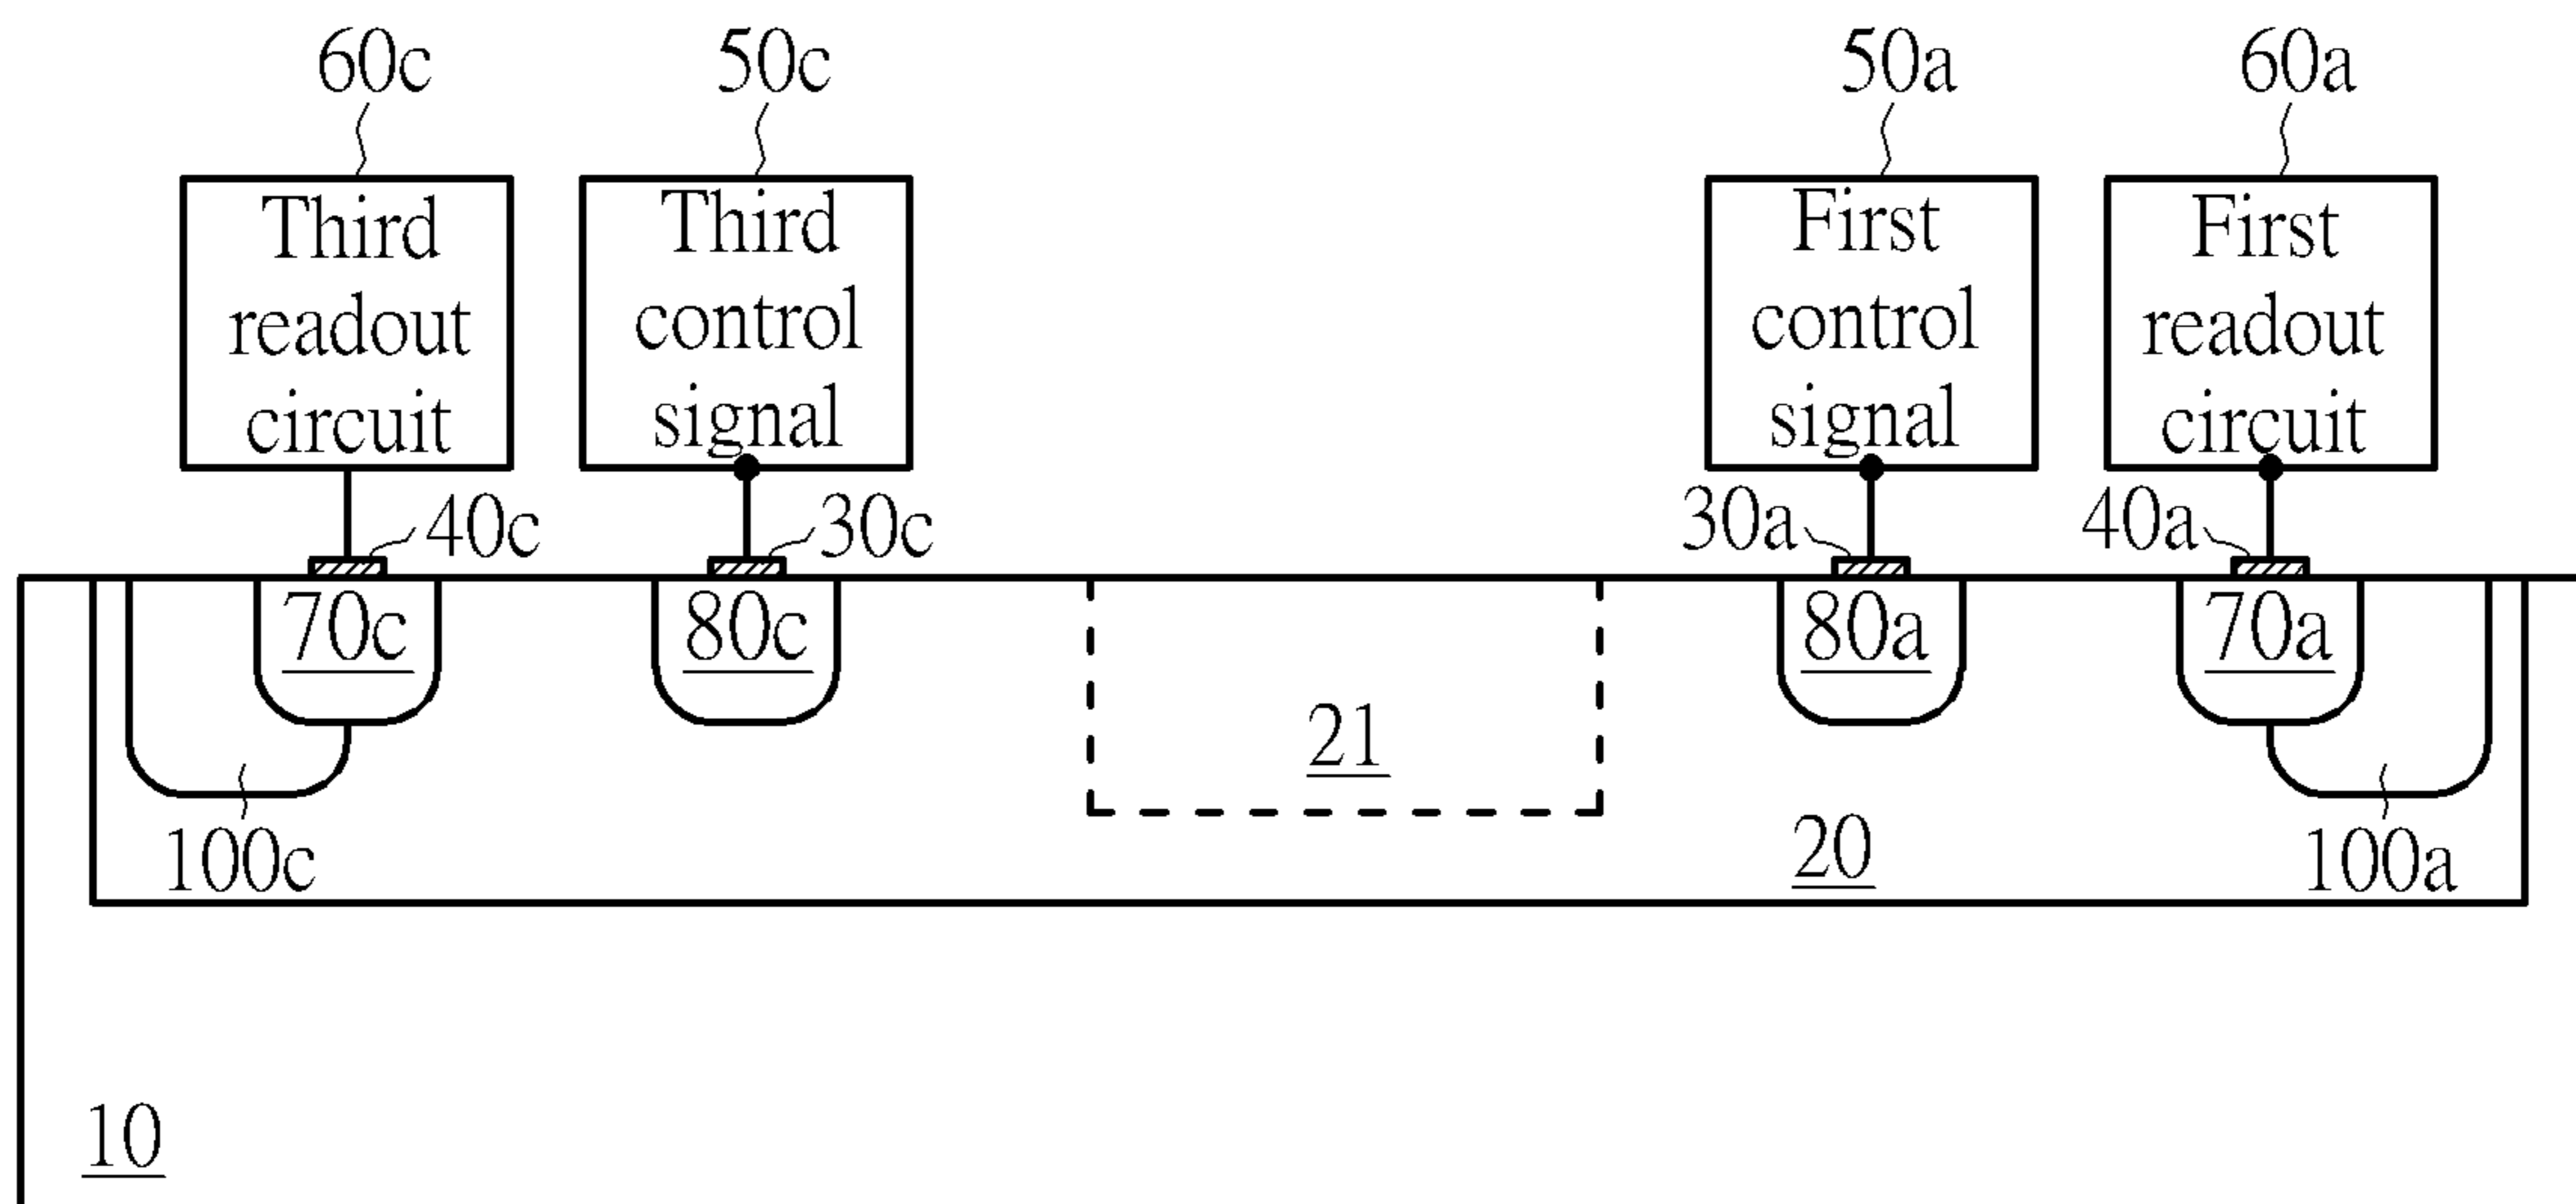 60c 50c 50a 60a
Third
readout
circuit
Third
control
signal
First
control
signal
First
readout
circuit
40c 30c 30a 40a
70c 80c 80a 70a
21
100c 20 100a
10